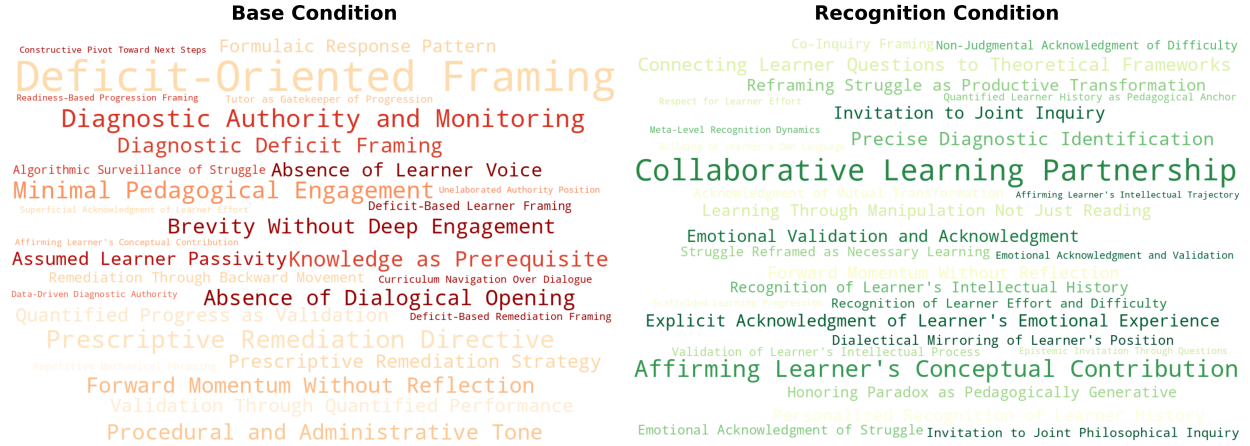 Base Condition
Constructive Pivot Toward Next Steps
Formulaic Response Pattern
Deficit-Oriented Framing
Readiness-Based Progression Framing
Tutor as Gatekeeper of Progression
Diagnostic Authority and Monitoring
Diagnostic Deficit Framing
Algorithmic Surveillance of Struggle
Absence of Learner Voice
Minimal Pedagogical Engagement
Unelaborated Authority Position
Deficit-Based Learner Framing
Superficial Acknowledgment of Learner Effort
Brevity Without Deep Engagement
Affirming Learner's Conceptual Contribution
Assumed Learner Passivity
Knowledge as Prerequisite
Remediation Through Backward Movement
Curriculum Navigation Over Dialogue
Data-Driven Diagnostic Authority
Absence of Dialogical Opening
Quantified Progress as Validation
Deficit-Based Remediation Framing
Prescriptive Remediation Directive
Prescriptive Remediation Strategy
Repetitive Mechanical Phrasing
Forward Momentum Without Reflection
Validation Through Quantified Performance
Procedural and Administrative Tone
Recognition Condition
Co-Inquiry Framing
Non-Judgmental Acknowledgment of Difficulty
Connecting Learner Questions to Theoretical Frameworks
Reframing Struggle as Productive Transformation
Respect for Learner Effort
Quantified Learner History as Pedagogical Anchor
Invitation to Joint Inquiry
Meta-Level Recognition Dynamics
Precise Diagnostic Identification
Building on Learner's Own Language
Collaborative Learning Partnership
Acknowledgment of Mutual Transformation
Affirming Learner's Intellectual Trajectory
Learning Through Manipulation Not Just Reading
Emotional Validation and Acknowledgment
Struggle Reframed as Necessary Learning
Emotional Acknowledgment and Validation
Forward Momentum Without Reflection
Recognition of Learner's Intellectual History
Scaffolded Learning Progression
Recognition of Learner Effort and Difficulty
Explicit Acknowledgment of Learner's Emotional Experience
Dialectical Mirroring of Learner's Position
Validation of Learner's Intellectual Process
Epistemic Invitation Through Questions
Affirming Learner's Conceptual Contribution
Honoring Paradox as Pedagogically Generative
Personalized Recognition of Learner History
Emotional Acknowledgment of Struggle
Invitation to Joint Philosophical Inquiry